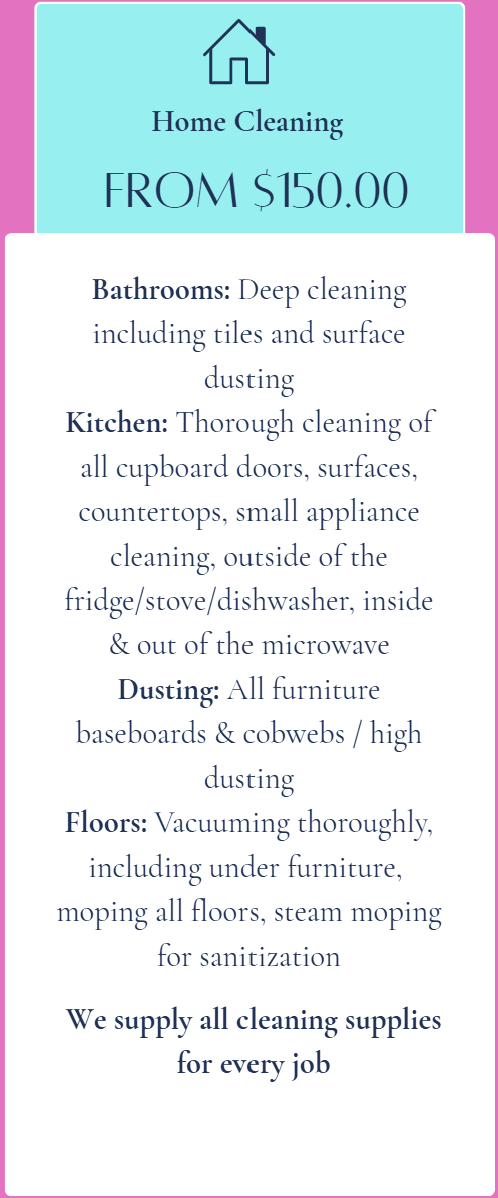 Home Cleaning
FROM $150.00
Bathrooms: Deep cleaning
including tiles and surface
dusting
Kitchen: Thorough cleaning of
all cupboard doors, surfaces,
countertops, small appliance
cleaning, outside of the
fridge/stove/dishwasher, inside
& out of the microwave
Dusting: All furniture
baseboards & cobwebs / high
dusting
Floors: Vacuuming thoroughly,
including under furniture,
moping all floors, steam moping
for sanitization
We supply all cleaning supplies
for every job